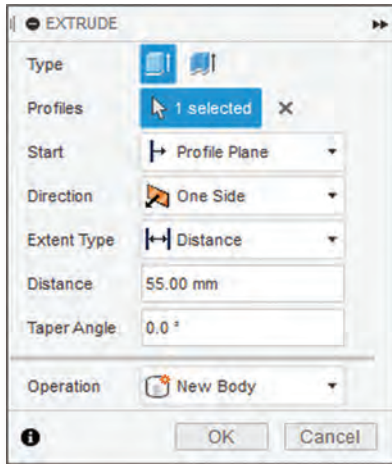 EXTRUDE
Type
Profiles 1 selected
Start Profile Plane
Direction One Side
Extent Type Distance
Distance 55.00 mm
Taper Angle 0.0 °
Operation New Body
OK Cancel